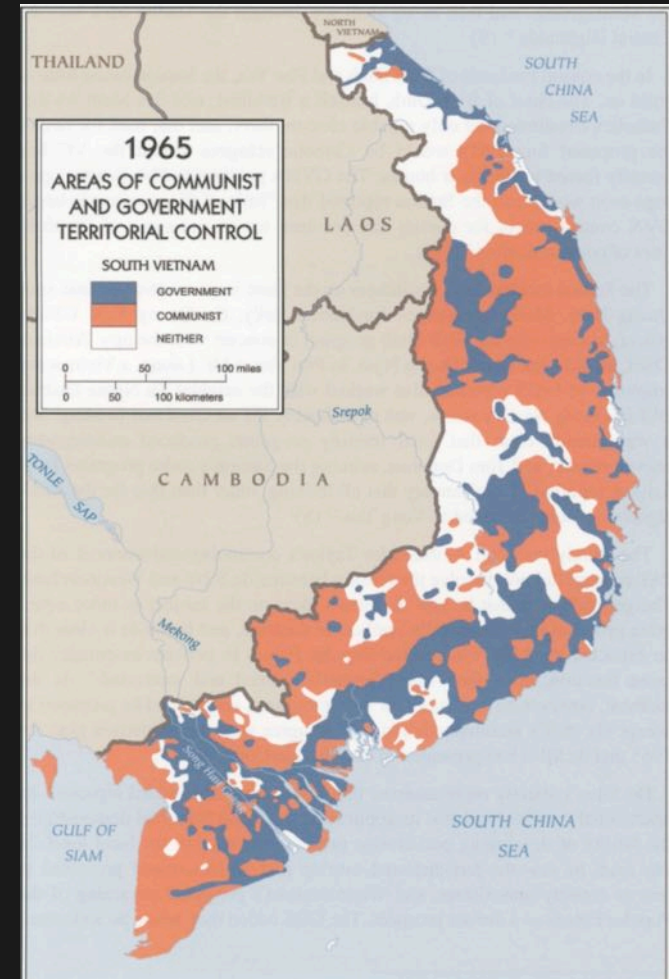 NORTH
VIETNAM
THAILAND
SOUTH
CHINA
SEA
1965
AREAS OF COMMUNIST
AND GOVERNMENT
TERRITORIAL CONTROL
SOUTH VIETNAM
GOVERNMENT
COMMUNIST
NEITHER
0 50 100 miles
0 50 100 kilometers
LAOS
Srepok
CAMBODIA
TONLE
SAP
Mekong
GULF OF
SIAM
SOUTH CHINA
SEA